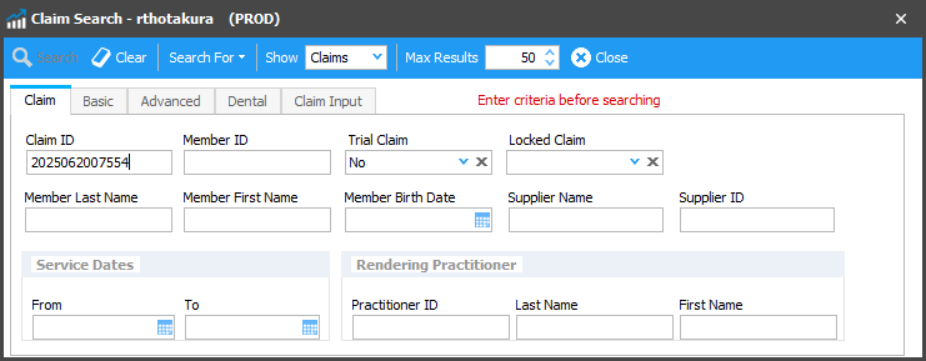 Claim Search - rthotakura (PROD)
Search Clear Search For Show Claims Max Results 50 Close
Claim Basic Advanced Dental Claim Input Enter criteria before searching
Claim ID Member ID Trial Claim Locked Claim
2025062007554 No
Member Last Name Member First Name Member Birth Date Supplier Name Supplier ID
Service Dates Rendering Practitioner
From To Practitioner ID Last Name First Name